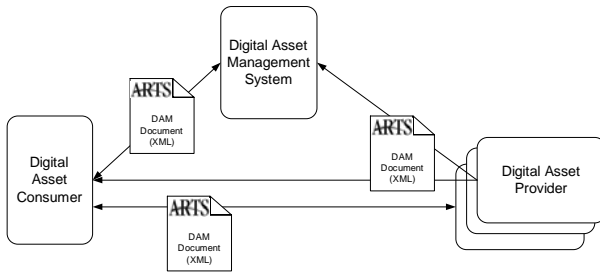 Digital Asset
Management
System
ARTS
DAM
Document
(XML)
ARTS
DAM
Document
(XML)
Digital
Asset
Consumer
Digital Asset
Provider
ARTS
DAM
Document
(XML)